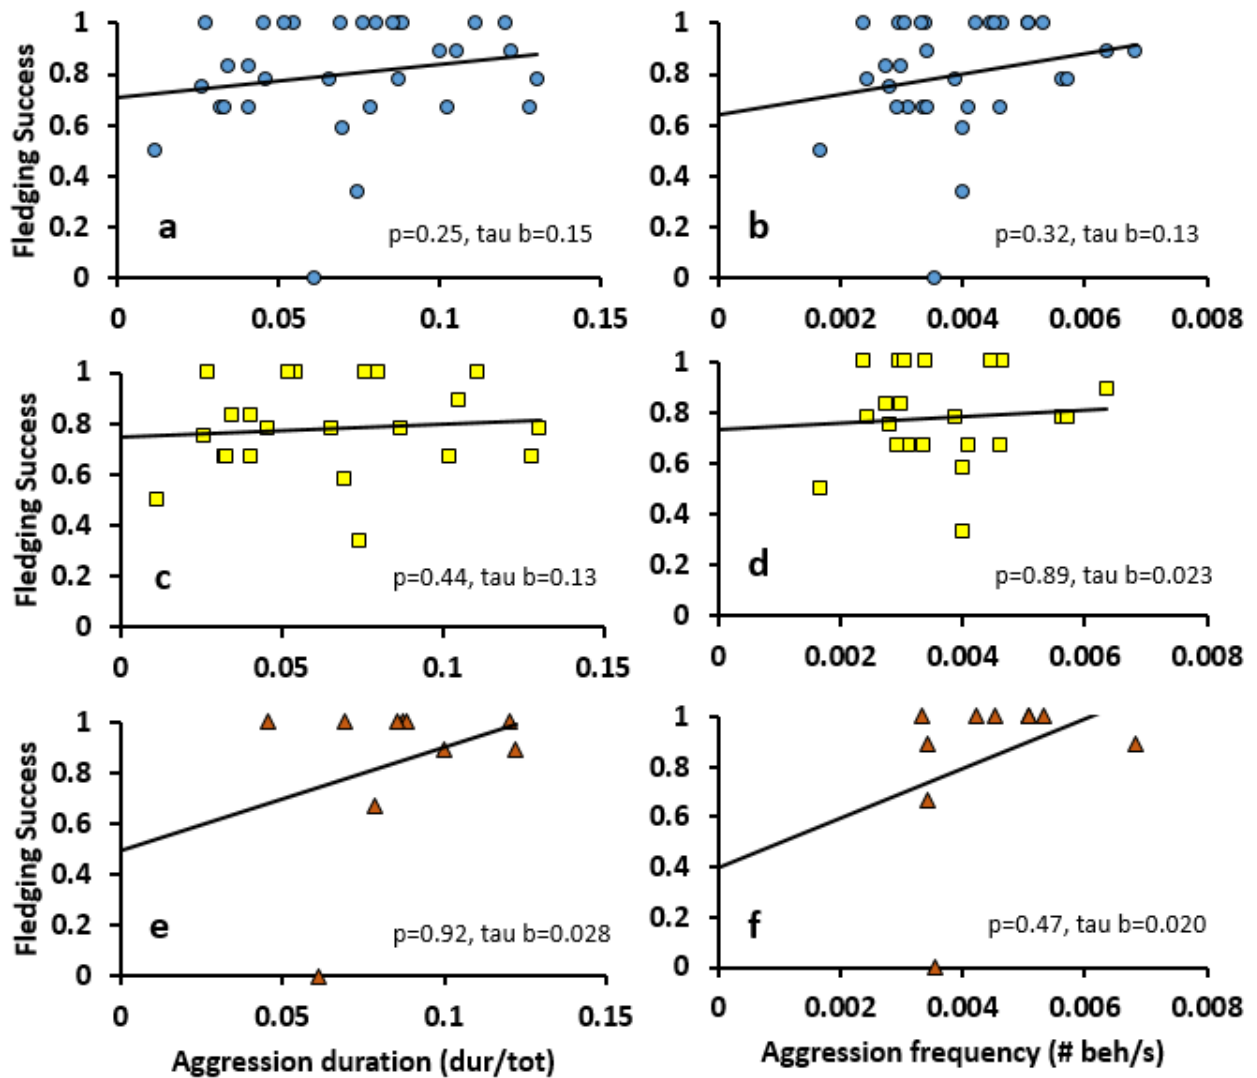 1
0.8
0.6
0.4
0.2
0
Fledging Success
a
p=0.25, tau b=0.15
0 0.05 0.1 0.15
1
0.8
0.6
0.4
0.2
0
b
p=0.32, tau b=0.13
0 0.002 0.004 0.006 0.008
1
0.8
0.6
0.4
0.2
0
Fledging Success
c
p=0.44, tau b=0.13
0 0.05 0.1 0.15
1
0.8
0.6
0.4
0.2
0
d
p=0.89, tau b=0.023
0 0.002 0.004 0.006 0.008
1
0.8
0.6
0.4
0.2
0
Fledging Success
e
p=0.92, tau b=0.028
0 0.05 0.1 0.15
Aggression duration (dur/tot)
1
0.8
0.6
0.4
0.2
0
f
p=0.47, tau b=0.020
0 0.002 0.004 0.006 0.008
Aggression frequency (# beh/s)